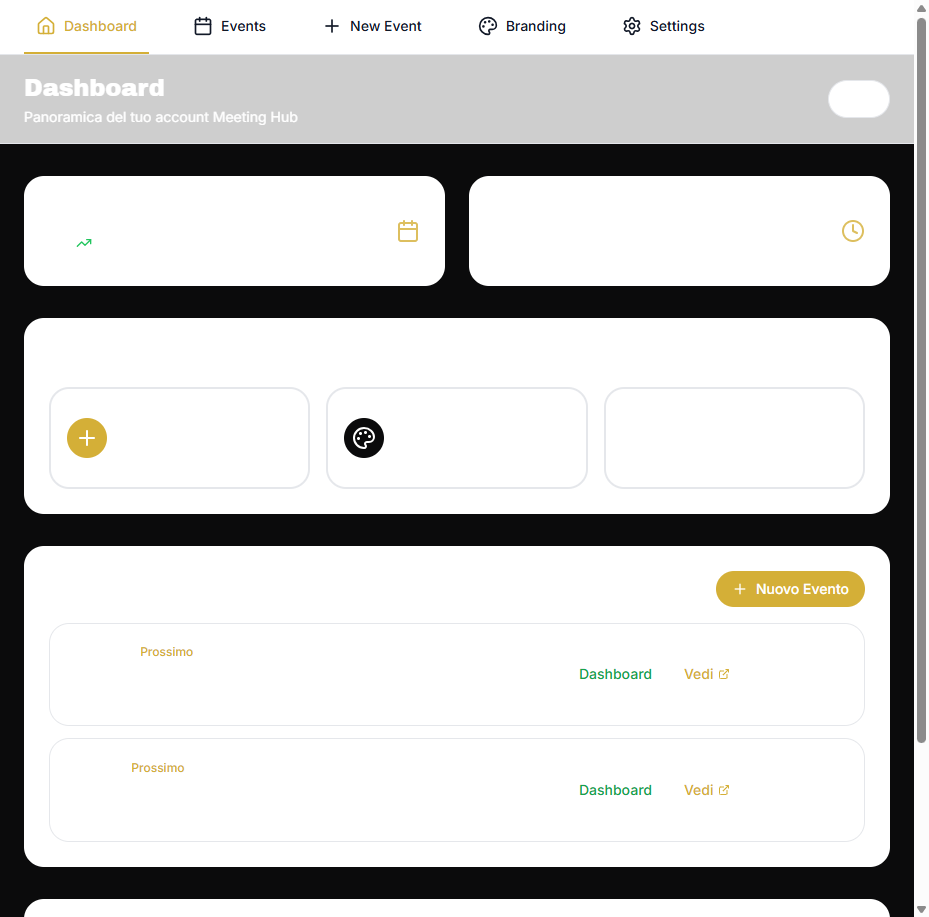 Dashboard
Events
New Event
Branding
Settings
Dashboard
Panoramica del tuo account Meeting Hub
Nuovo Evento
Prossimo
Dashboard
Vedi
Prossimo
Dashboard
Vedi